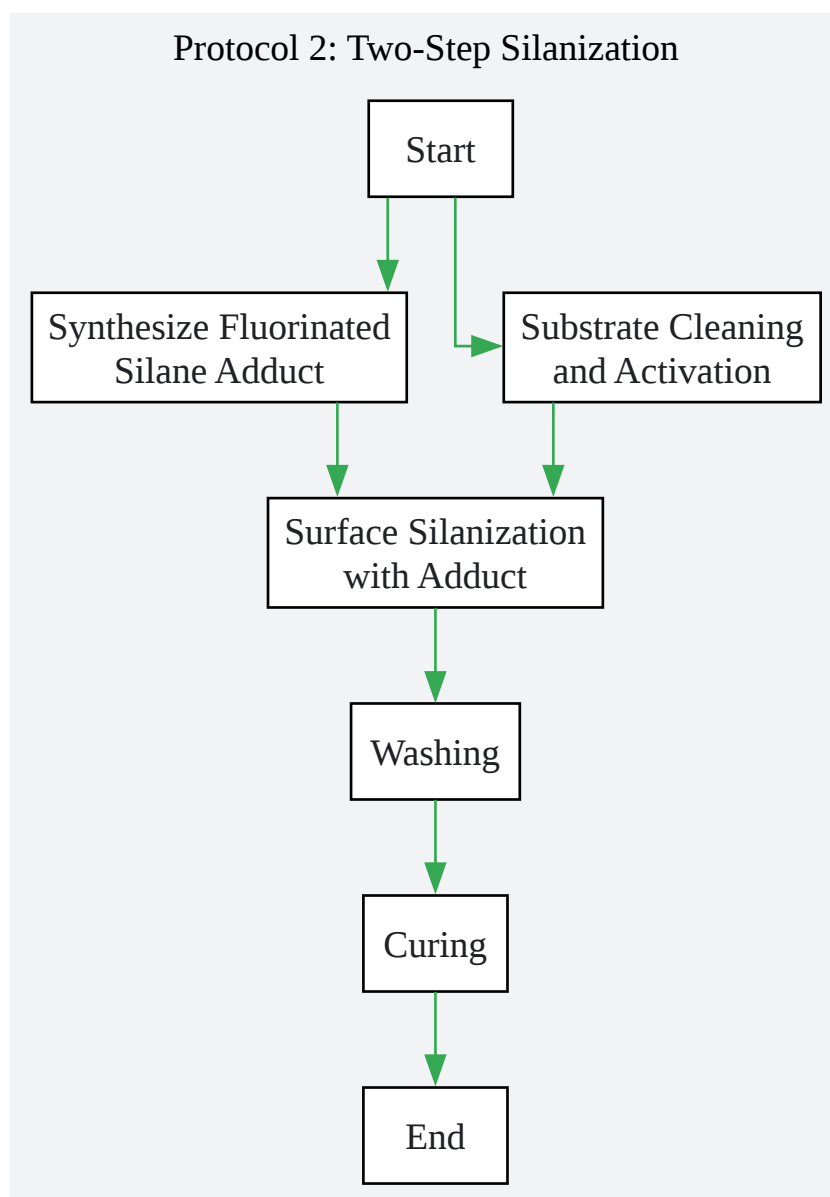 Protocol 2: Two-Step Silanization
Start
Synthesize Fluorinated
Silane Adduct
Substrate Cleaning
and Activation
Surface Silanization
with Adduct
Washing
Curing
End